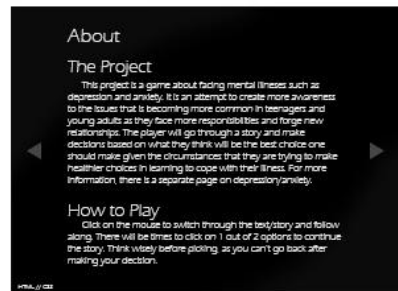 About
The Project
This project is a game about facing mental illneses such as
depression and anxiety. It is an attempt to create more awareness
to the issues that is becoming more common in teenagers and
young adults as they face more responsibilities and forge new
relationships. The player will go through a story and make
decisions based on what they think will be the best choice one
should make given the circumstances that they are trying to make
healthier choices in learning to cope with their illness. For more
information, there is a separate page on depression/anxiety.
How to Play
Click on the mouse to switch through the text/story and follow
along. There will be times to click on 1 out of 2 options to continue
the story. Think wisely before picking, as you can't go back after
making your decision.
HTML // CSS